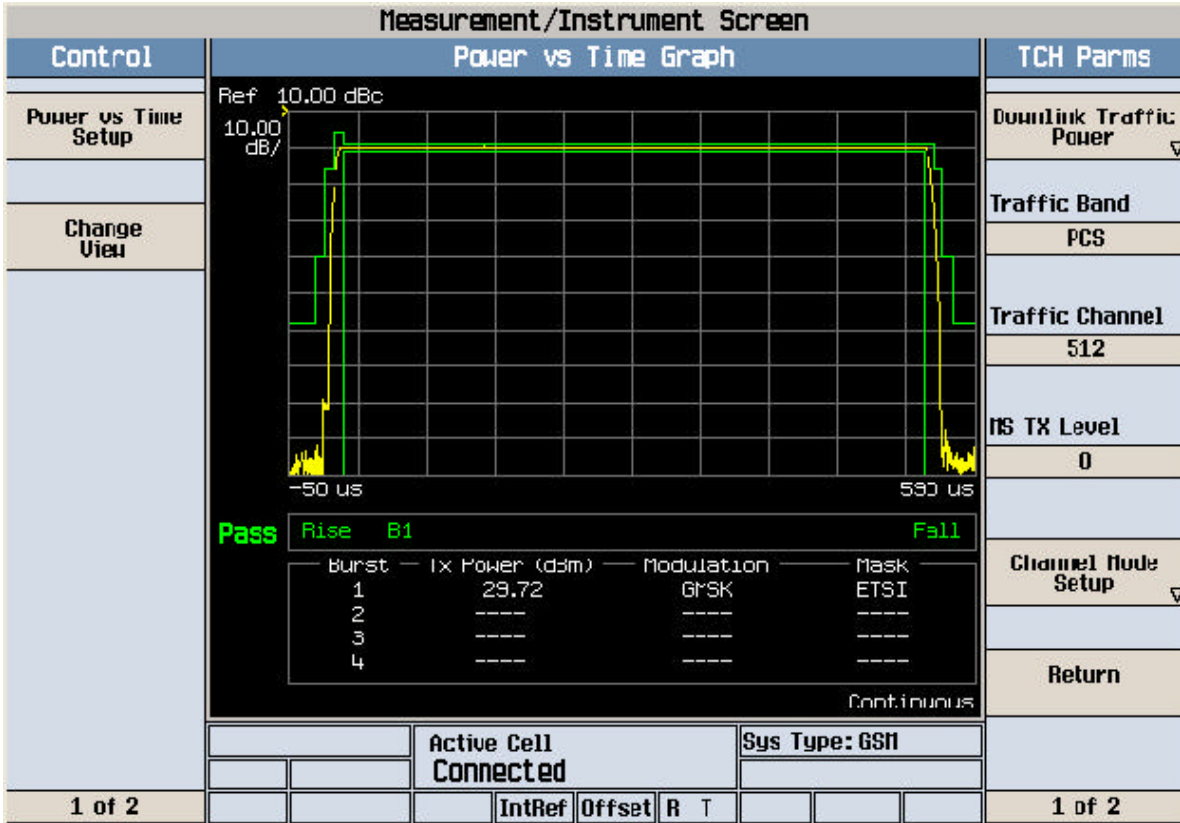 Measurement/Instrument Screen
Control
Power vs Time Graph
TCH Parms
Power vs Time
Setup
Change
View
1 of 2
Ref 10.00 dBc
10.00
dB/
-50 us
590 us
Pass
Rise B1 Fall
Burst Tx Power (dBm) Modulation Mask
1 29.72 GMSK ETSI
2 ---- ---- ----
3 ---- ---- ----
4 ---- ---- ----
Continuous
Active Cell
Connected
Sys Type: GSM
IntRef Offset R T
Downlink Traffic
Power
Traffic Band
PCS
Traffic Channel
512
MS TX Level
0
Channel Mode
Setup
Return
1 of 2